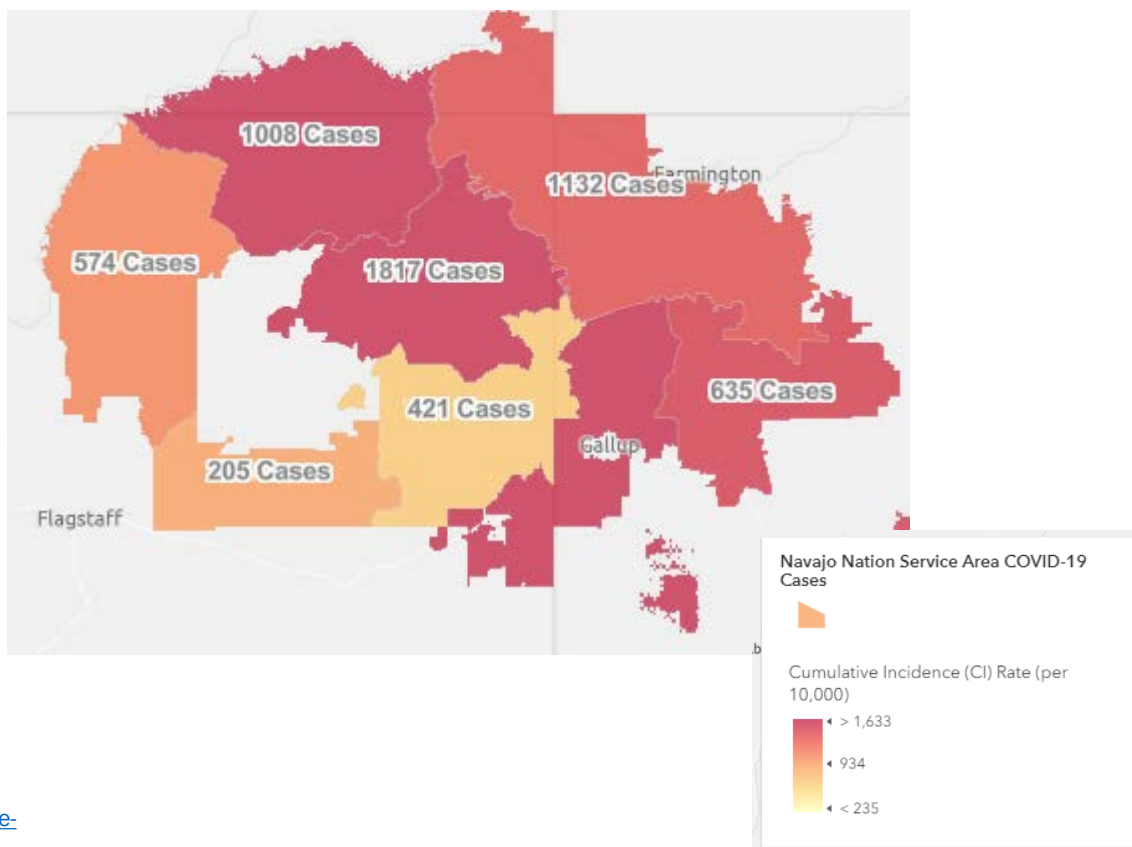 1008 Cases
Farmington
1132 Cases
574 Cases
1817 Cases
635 Cases
421 Cases
Gallup
205 Cases
Flagstaff
Navajo Nation Service Area COVID-19
Cases
.b
Cumulative Incidence (CI) Rate (per
10,000)
> 1,633
934
< 235
e-